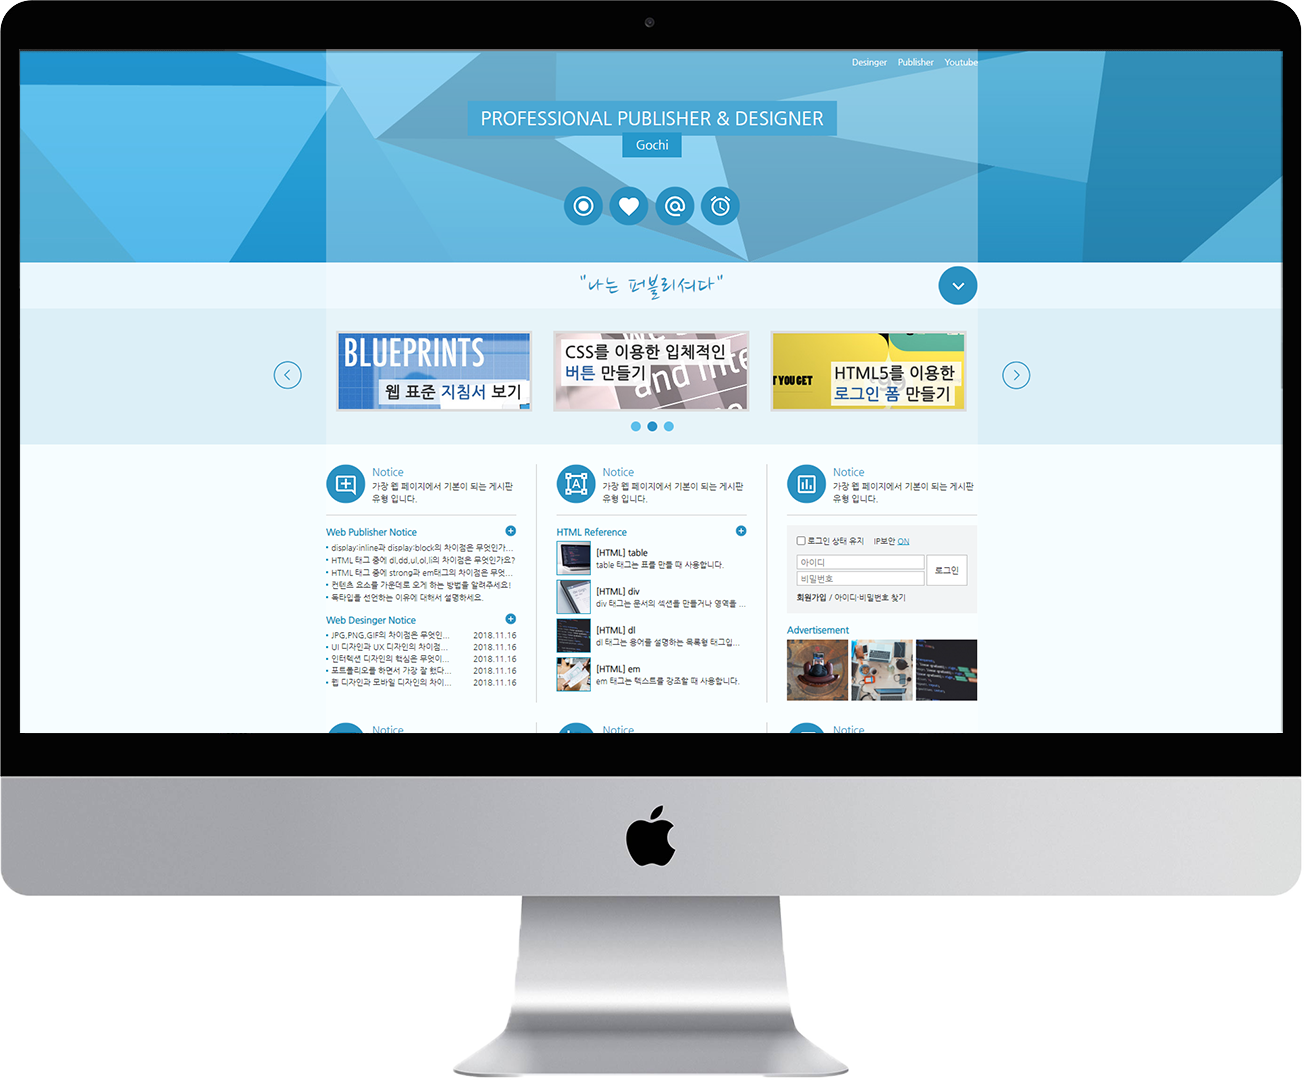 Desinger Publisher Youtube
PROFESSIONAL PUBLISHER & DESIGNER
Gochi
"나는 퍼블리셔다"
BLUEPRINTS
웹 표준 지침서 보기
CSS를 이용한 입체적인
버튼 만들기
and inte
T YOU GET
HTML5를 이용한
로그인 폼 만들기
Notice
가장 웹 페이지에서 기본이 되는 게시판
유형 입니다.
Web Publisher Notice
display:inline과 display:block의 차이점은 무엇인가...
HTML 태그 중에 dl,dd,ul,ol,li의 차이점은 무엇인가요?
HTML 태그 중에 strong과 em태그의 차이점은 무엇...
컨텐츠 요소를 가운데로 오게 하는 방법을 알려주세요!
독타입을 선언하는 이유에 대해서 설명하세요.
Web Desinger Notice
JPG,PNG,GIF의 차이점은 무엇인... 2018.11.16
UI 디자인과 UX 디자인의 차이점... 2018.11.16
인터렉션 디자인의 핵심은 무엇이... 2018.11.16
포트폴리오를 하면서 가장 잘 했다... 2018.11.16
웹 디자인과 모바일 디자인의 차이... 2018.11.16
Notice
가장 웹 페이지에서 기본이 되는 게시판
유형 입니다.
HTML Reference
[HTML] table
table 태그는 표를 만들 때 사용합니다.
[HTML] div
div 태그는 문서의 섹션을 만들거나 영역을 ...
[HTML] dl
dl 태그는 용어를 설명하는 목록형 태그입...
[HTML] em
em 태그는 텍스트를 강조할 때 사용합니다.
Notice
가장 웹 페이지에서 기본이 되는 게시판
유형 입니다.
로그인 상태 유지 IP보안 ON
아이디
비밀번호
로그인
회원가입 / 아이디·비밀번호 찾기
Advertisement
Notice
Notice
Notice